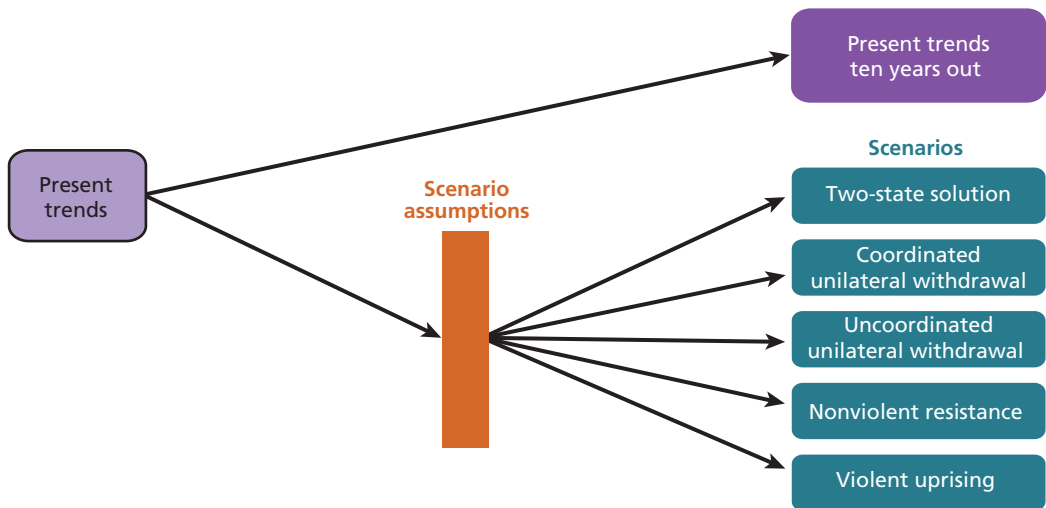 Present trends
ten years out
Present
trends
Scenario
assumptions
Scenarios
Two-state solution
Coordinated
unilateral withdrawal
Uncoordinated
unilateral withdrawal
Nonviolent resistance
Violent uprising